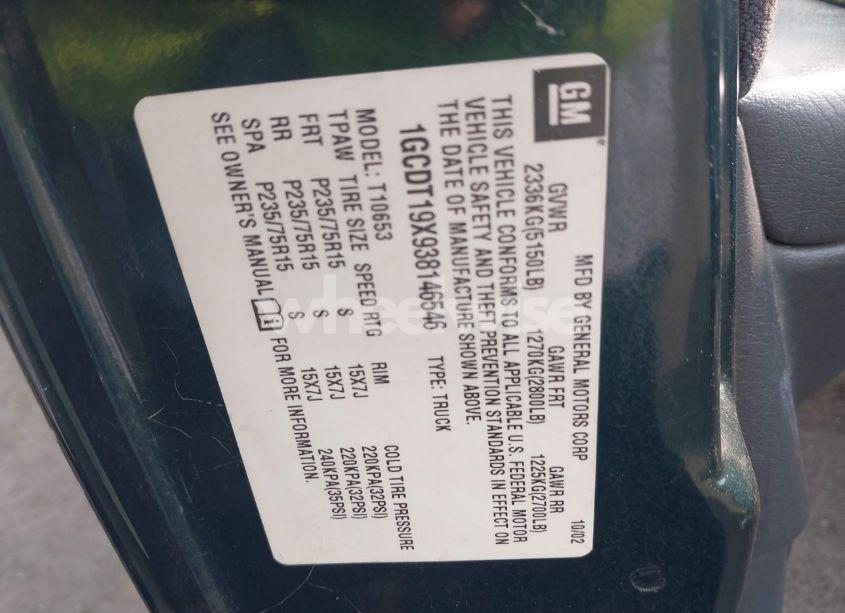 GM
MFD BY GENERAL MOTORS CORP 10/02
GVWR GAWR FRT GAWR RR
2336KG(5150LB) 1270KG(2800LB) 1225KG(2700LB)
THIS VEHICLE CONFORMS TO ALL APPLICABLE U.S. FEDERAL MOTOR
VEHICLE SAFETY AND THEFT PREVENTION STANDARDS IN EFFECT ON
THE DATE OF MANUFACTURE SHOWN ABOVE.
1GCDT19X938146546 TYPE: TRUCK
MODEL: T10653
COLD TIRE PRESSURE
TPAW TIRE SIZE SPEED RTG RIM
FRT P235/75R15 S 15X7J 220KPA(32PSI)
RR P235/75R15 S 15X7J 220KPA(32PSI)
SPA P235/75R15 S 15X7J 240KPA(35PSI)
SEE OWNER'S MANUAL FOR MORE INFORMATION.